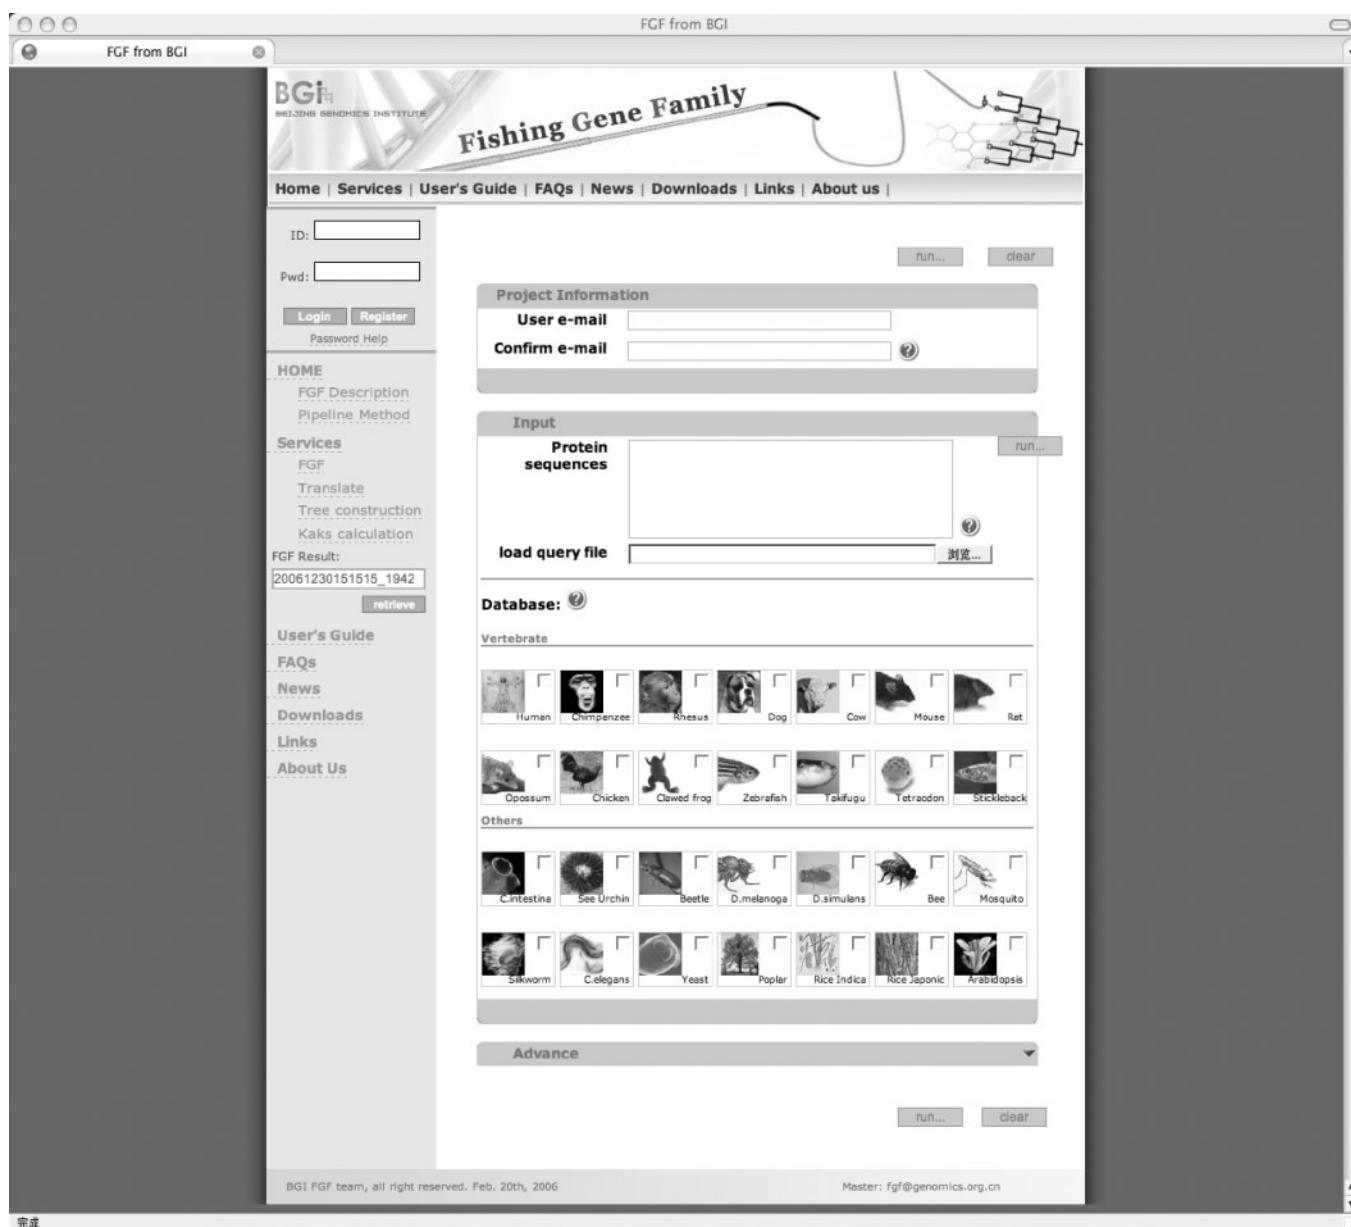 FGF from BGI
FGF from BGI
BGI
BEIJING GENOMICS INSTITUTE
Fishing Gene Family
Home | Services | User's Guide | FAQs | News | Downloads | Links | About us |
ID:
Pwd:
Login Register
Password Help
HOME
FGF Description
Pipeline Method
Services
FGF
Translate
Tree construction
Kaks calculation
FGF Result:
20061230151515_1942
retrieve
User's Guide
FAQs
News
Downloads
Links
About Us
run... clear
Project Information
User e-mail
Confirm e-mail
?
Input
Protein
sequences
run...
?
load query file
浏览...
Database: ?
Vertebrate
Human Chimpanzee Rhesus Dog Cow Mouse Rat
Opossum Chicken Clawed frog Zebrafish Takifugu Tetraodon Stickleback
Others
C.intestina See Urchin Beetle D.melanoga D.simulans Bee Mosquito
Silkworm C.elegans Yeast Poplar Rice Indica Rice Japonic Arabidopsis
Advance
run... clear
BGI FGF team, all right reserved. Feb. 20th, 2006 Master: fgf@genomics.org.cn
完成